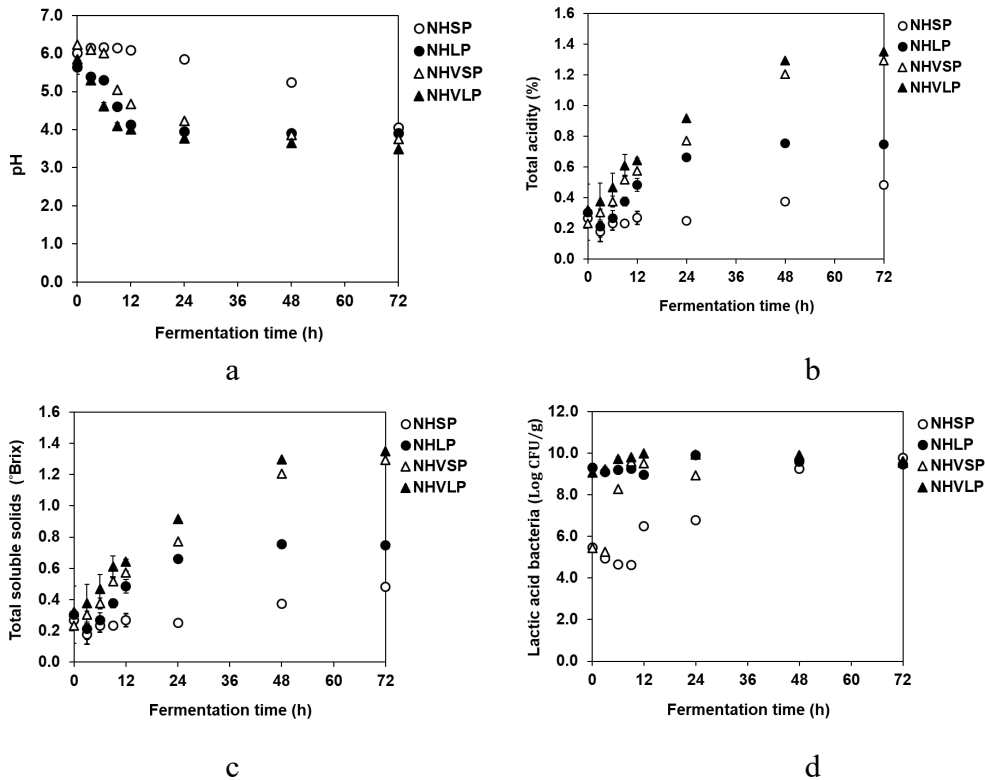 7.0
6.0
5.0
4.0
3.0
2.0
1.0
0.0
pH
0 12 24 36 48 60 72
Fermentation time (h)
NHSP
NHLP
NHVSP
NHVLP
a
1.6
1.4
1.2
1.0
0.8
0.6
0.4
0.2
0.0
Total acidity (%)
0 12 24 36 48 60 72
Fermentation time (h)
NHSP
NHLP
NHVSP
NHVLP
b
1.6
1.4
1.2
1.0
0.8
0.6
0.4
0.2
0.0
Total soluble solids (°Brix)
0 12 24 36 48 60 72
Fermentation time (h)
NHSP
NHLP
NHVSP
NHVLP
c
12.0
10.0
8.0
6.0
4.0
2.0
0.0
Lactic acid bacteria (Log CFU/g)
0 12 24 36 48 60 72
Fermentation time (h)
NHSP
NHLP
NHVSP
NHVLP
d